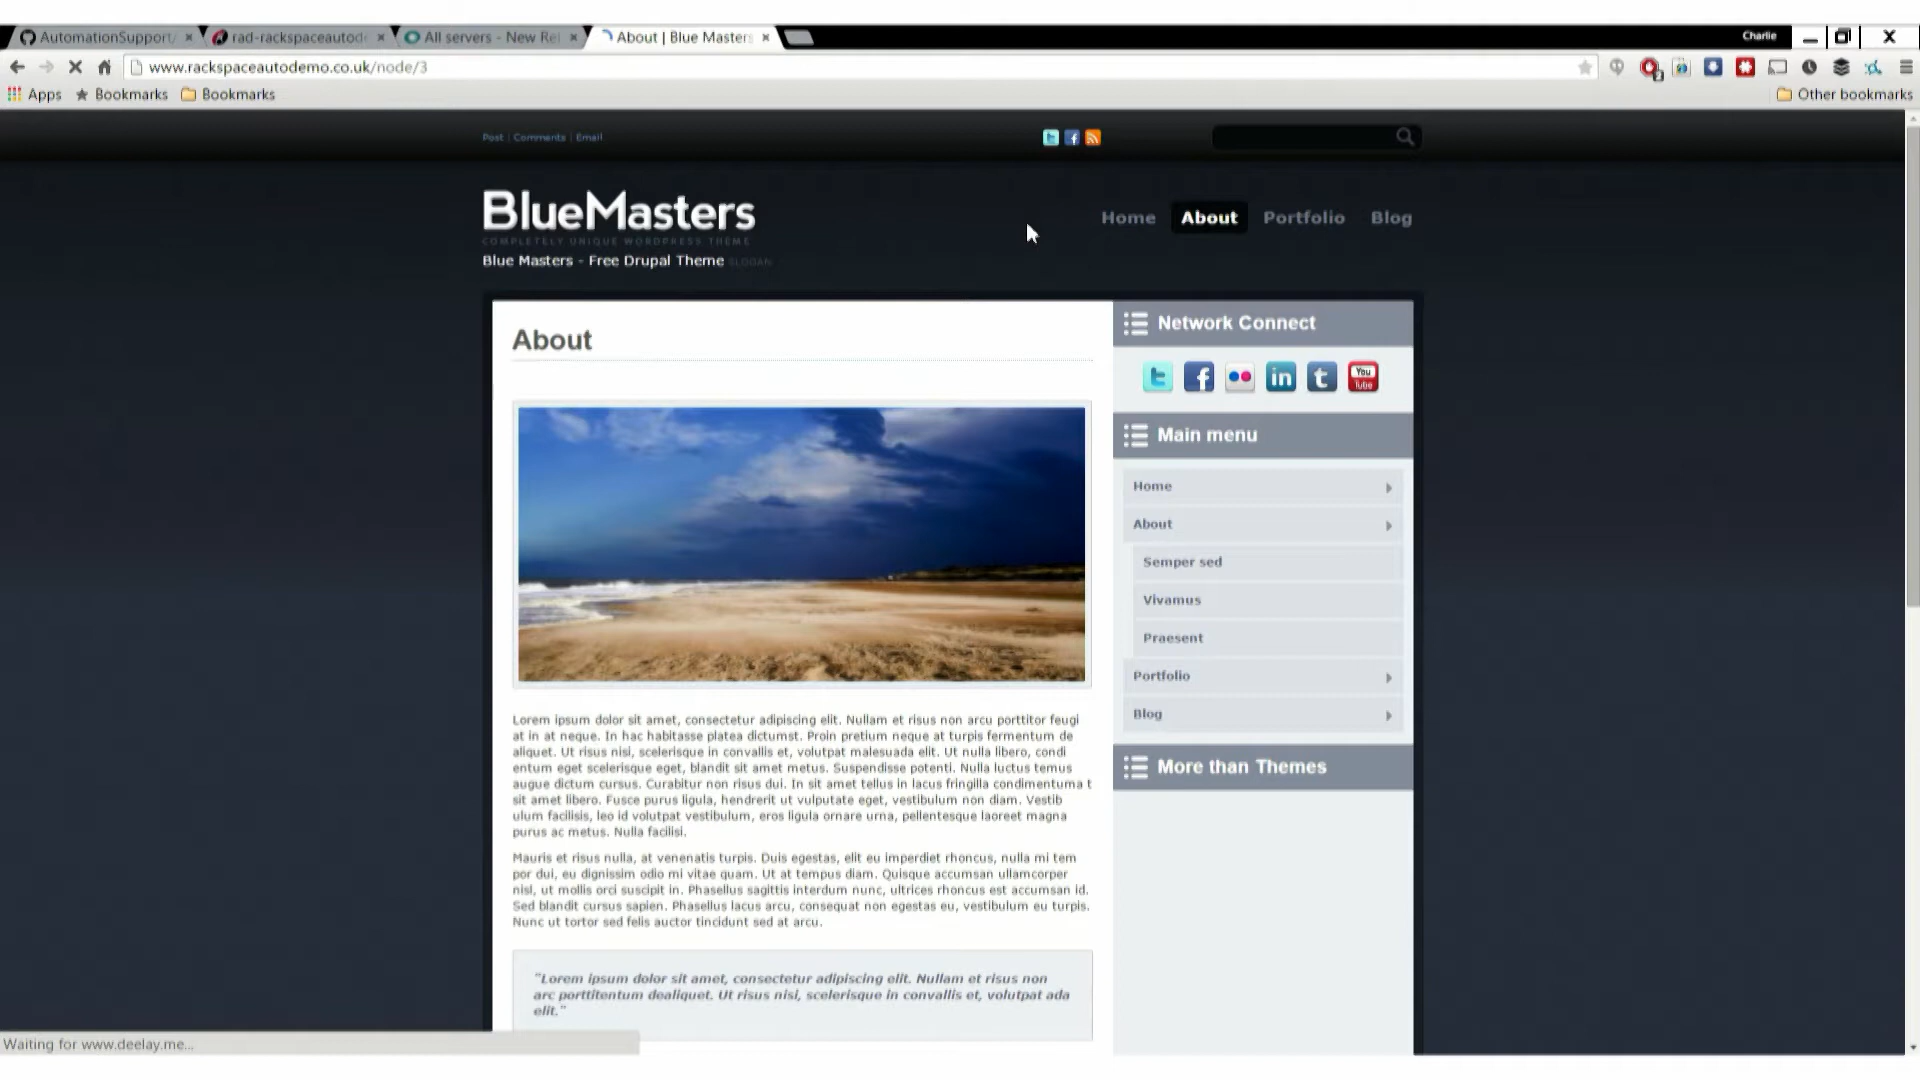 AutomationSupport/
rad-rackspaceautode
All servers - New Rel
About | Blue Masters
Charlie
www.rackspaceautodemo.co.uk/node/3
Apps
Bookmarks
Bookmarks
Other bookmarks
Post | Comments | Email
BlueMasters
COMPLETELY UNIQUE WORDPRESS THEME
Blue Masters - Free Drupal Theme SLOGAN
Home
About
Portfolio
Blog
About
Lorem ipsum dolor sit amet, consectetur adipiscing elit. Nullam et risus non arcu porttitor feugi
at in at neque. In hac habitasse platea dictumst. Proin pretium neque at turpis fermentum de
aliquet. Ut risus nisi, scelerisque in convallis et, volutpat malesuada elit. Ut nulla libero, condi
entum eget scelerisque eget, blandit sit amet metus. Suspendisse potenti. Nulla luctus temus
augue dictum cursus. Curabitur non risus dui. In sit amet tellus in lacus fringilla condimentuma t
sit amet libero. Fusce purus ligula, hendrerit ut vulputate eget, vestibulum non diam. Vestib
ulum facilisis, leo id volutpat vestibulum, eros ligula ornare urna, pellentesque laoreet magna
purus ac metus. Nulla facilisi.
Mauris et risus nulla, at venenatis turpis. Duis egestas, elit eu imperdiet rhoncus, nulla mi tem
por dui, eu dignissim odio mi vitae quam. Ut at tempus diam. Quisque accumsan ullamcorper
nisl, ut mollis orci suscipit in. Phasellus sagittis interdum nunc, ultrices rhoncus est accumsan id.
Sed blandit cursus sapien. Phasellus lacus arcu, consequat non egestas eu, vestibulum eu turpis.
Nunc ut tortor sed felis auctor tincidunt sed at arcu.
"Lorem ipsum dolor sit amet, consectetur adipiscing elit. Nullam et risus non
arc porttitentum dealiquet. Ut risus nisi, scelerisque in convallis et, volutpat ada
elit."
Network Connect
You
Tube
Main menu
Home
About
Semper sed
Vivamus
Praesent
Portfolio
Blog
More than Themes
Waiting for www.deelay.me...